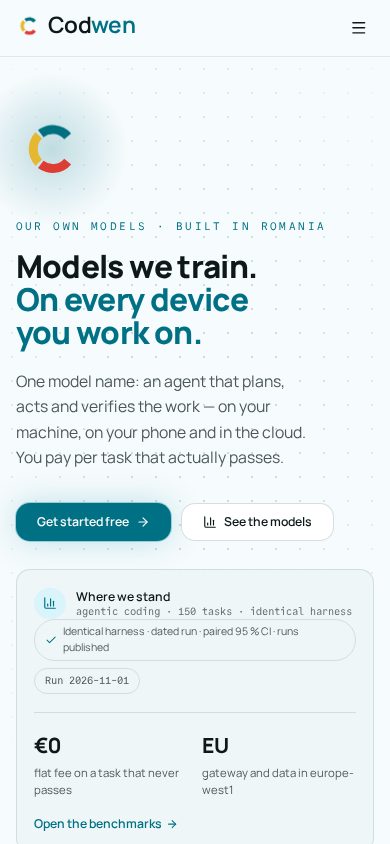 Codwen
OUR OWN MODELS · BUILT IN ROMANIA
Models we train.
On every device
you work on.
One model name: an agent that plans,
acts and verifies the work — on your
machine, on your phone and in the cloud.
You pay per task that actually passes.
Get started free →
See the models
Where we stand
agentic coding · 150 tasks · identical harness
Identical harness · dated run · paired 95 % CI · runs
published
Run 2026-11-01
€0
flat fee on a task that never
passes
EU
gateway and data in europe-
west1
Open the benchmarks →